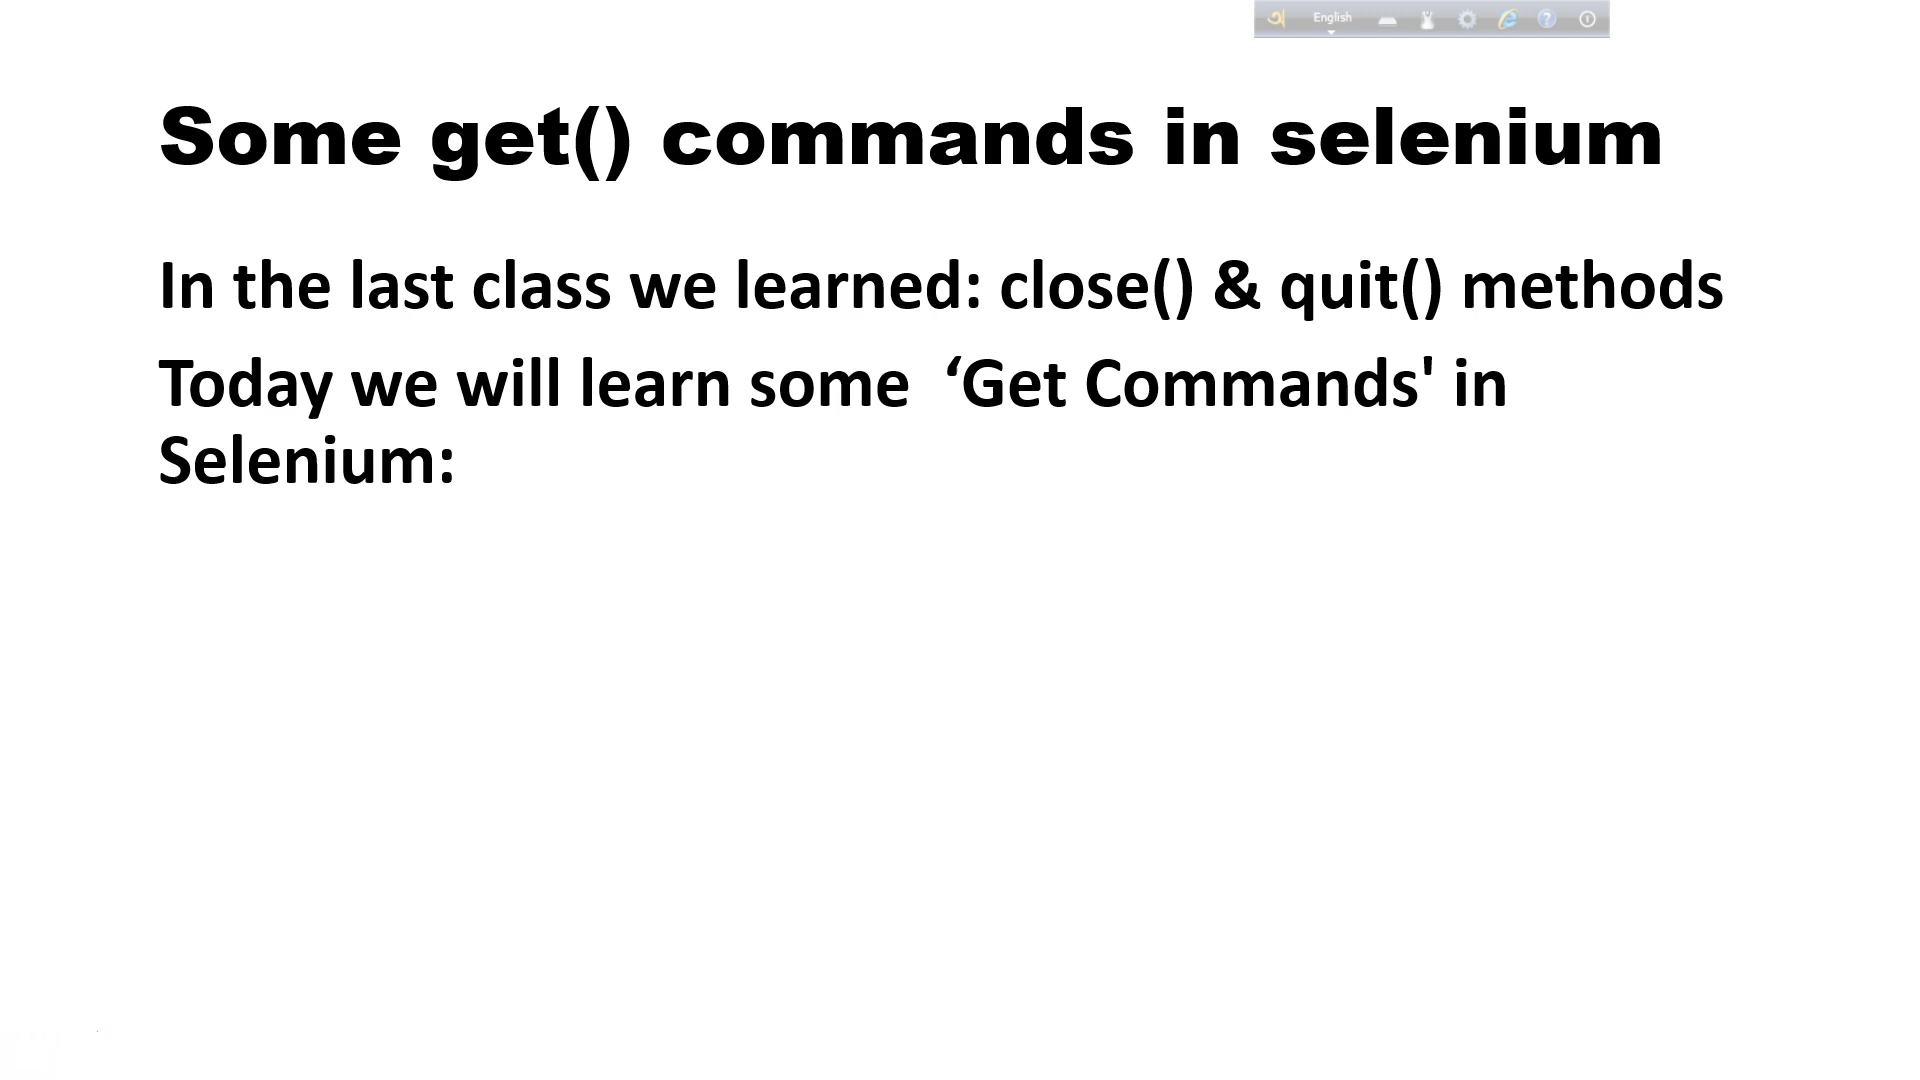 English
Some get() commands in selenium
In the last class we learned: close() & quit() methods
Today we will learn some  ‘Get Commands' in
Selenium: